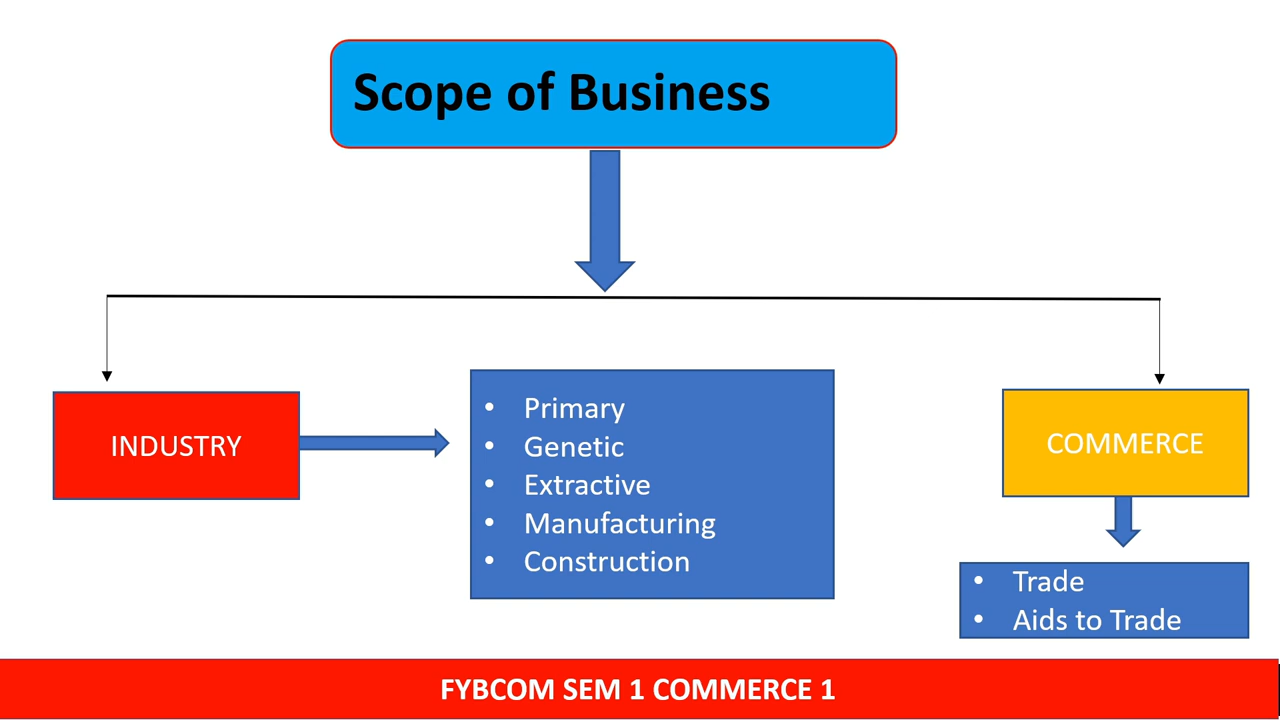 Scope of Business
INDUSTRY
• Primary
• Genetic
• Extractive
• Manufacturing
• Construction
COMMERCE
• Trade
• Aids to Trade
FYBCOM SEM 1 COMMERCE 1